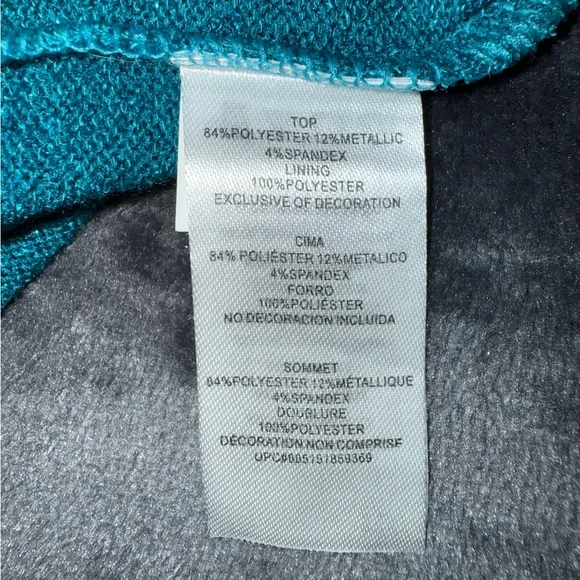 TOP
84%POLYESTER 12%METALLIC
4%SPANDEX
LINING
100%POLYESTER
EXCLUSIVE OF DECORATION
CIMA
84% POLIÉSTER 12%METALICO
4%SPANDEX
FORRO
100%POLIÉSTER
NO DECORACION INCLUIDA
SOMMET
84%POLYESTER 12%MÉTALLIQUE
4%SPANDEX
DOUBLURE
100%POLYESTER
DÉCORATION NON COMPRISE
UPC#005151859369